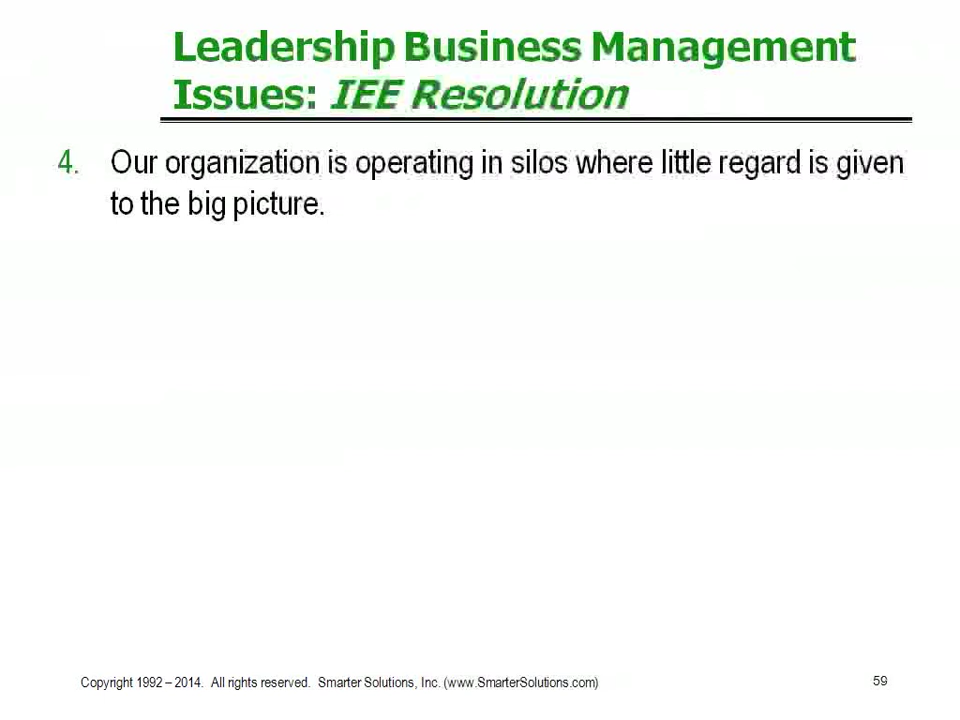 Leadership Business Management
Issues: IEE Resolution
4. Our organization is operating in silos where little regard is given
to the big picture.
Copyright 1992 – 2014. All rights reserved. Smarter Solutions, Inc. (www.SmarterSolutions.com)
59